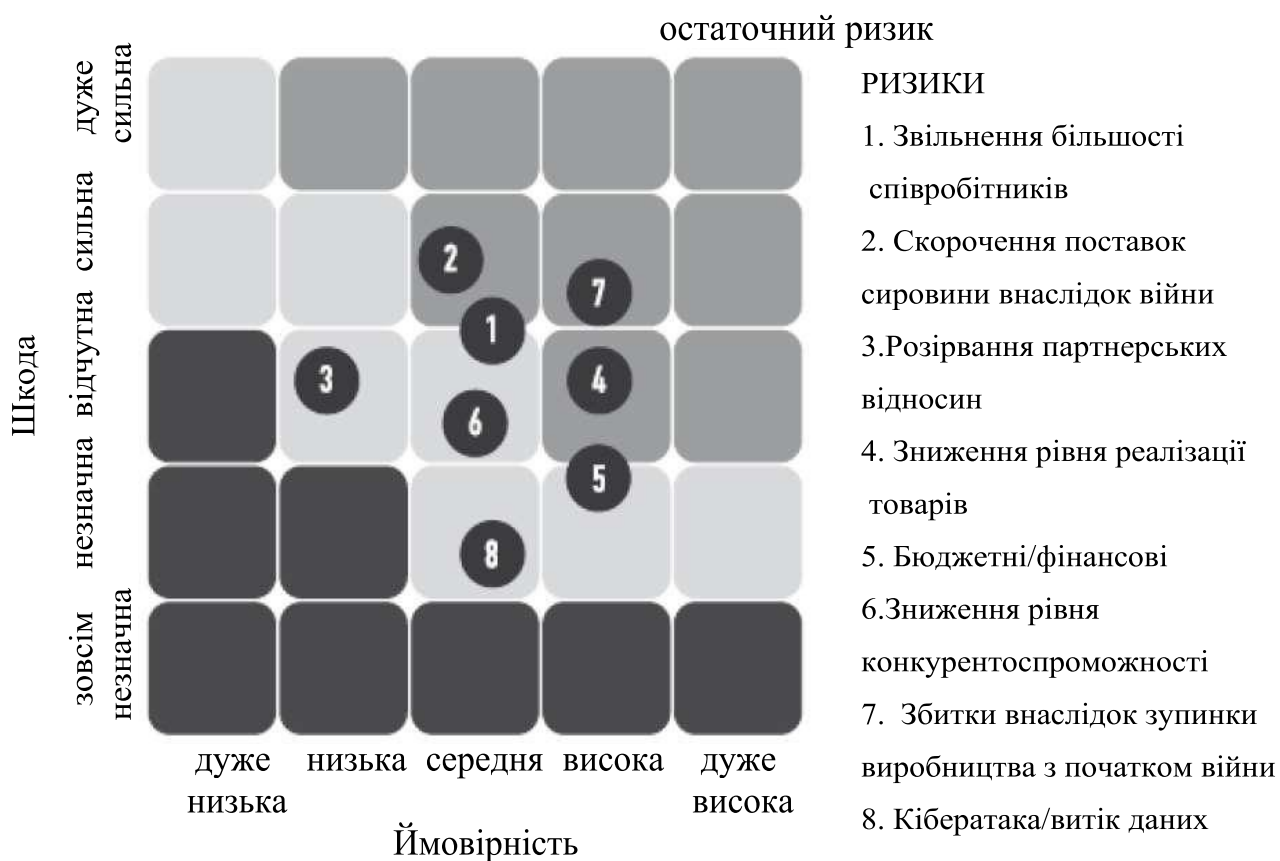 остаточний ризик
дуже
сильна
сильна
відчутна
незначна
зовсім
незначна
Шкода
2
7
1
3
4
6
5
8
дуже
низька
низька
середня
висока
дуже
висока
Ймовірність
РИЗИКИ
1. Звільнення більшості
співробітників
2. Скорочення поставок
сировини внаслідок війни
3.Розірвання партнерських
відносин
4. Зниження рівня реалізації
товарів
5. Бюджетні/фінансові
6.Зниження рівня
конкурентоспроможності
7. Збитки внаслідок зупинки
виробництва з початком війни
8. Кібератака/витік даних